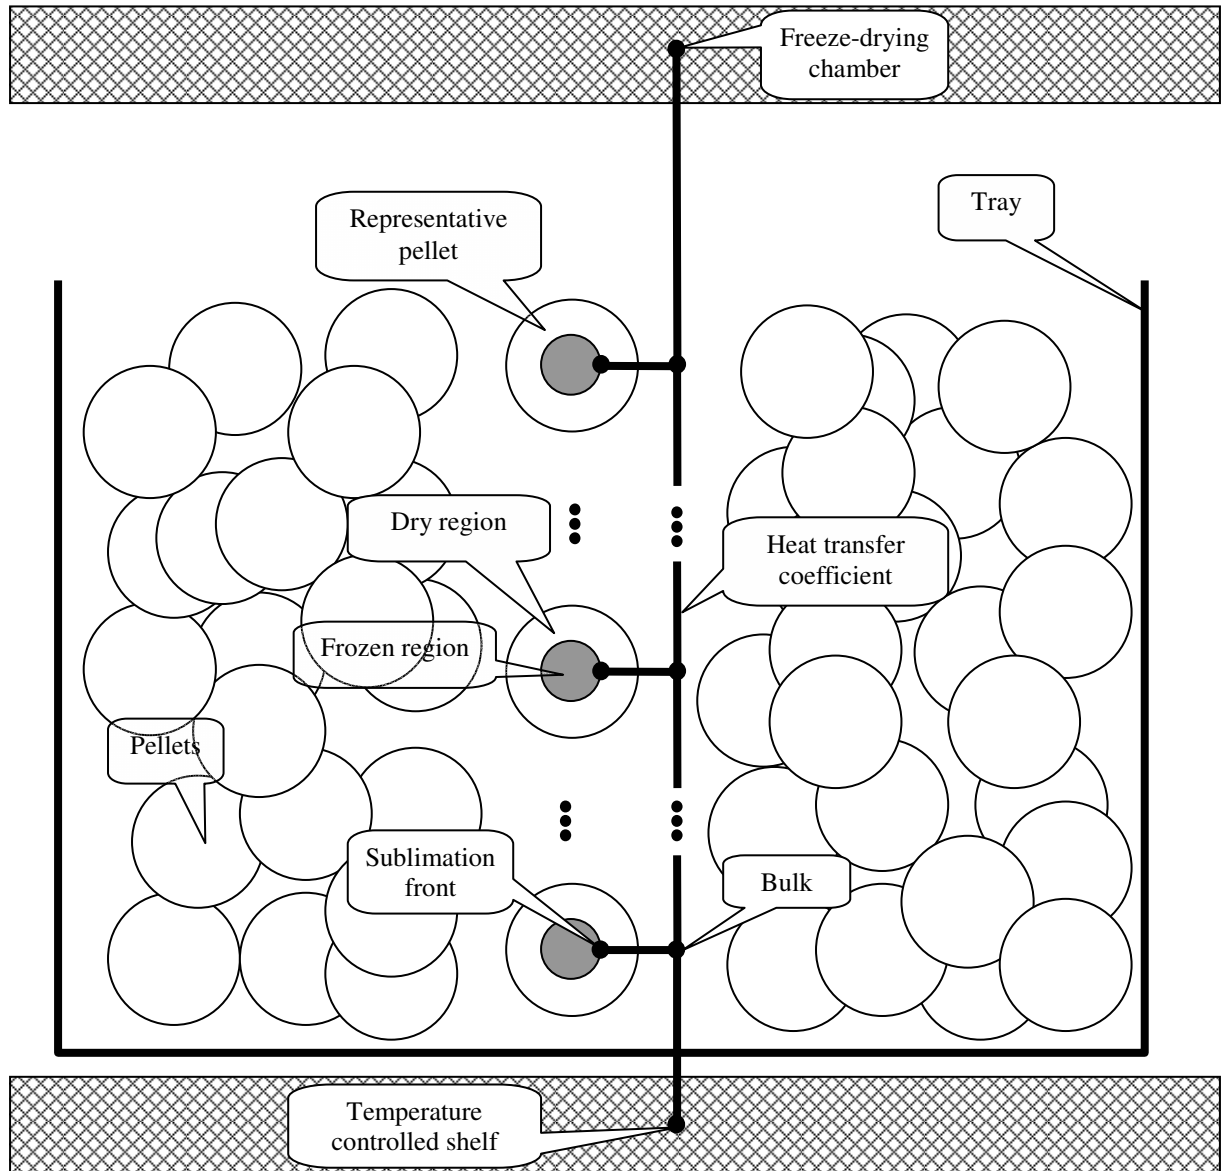 Freeze-drying
chamber
Tray
Representative
pellet
Dry region
Heat transfer
coefficient
Frozen region
Pellets
Sublimation
front
Bulk
Temperature
controlled shelf